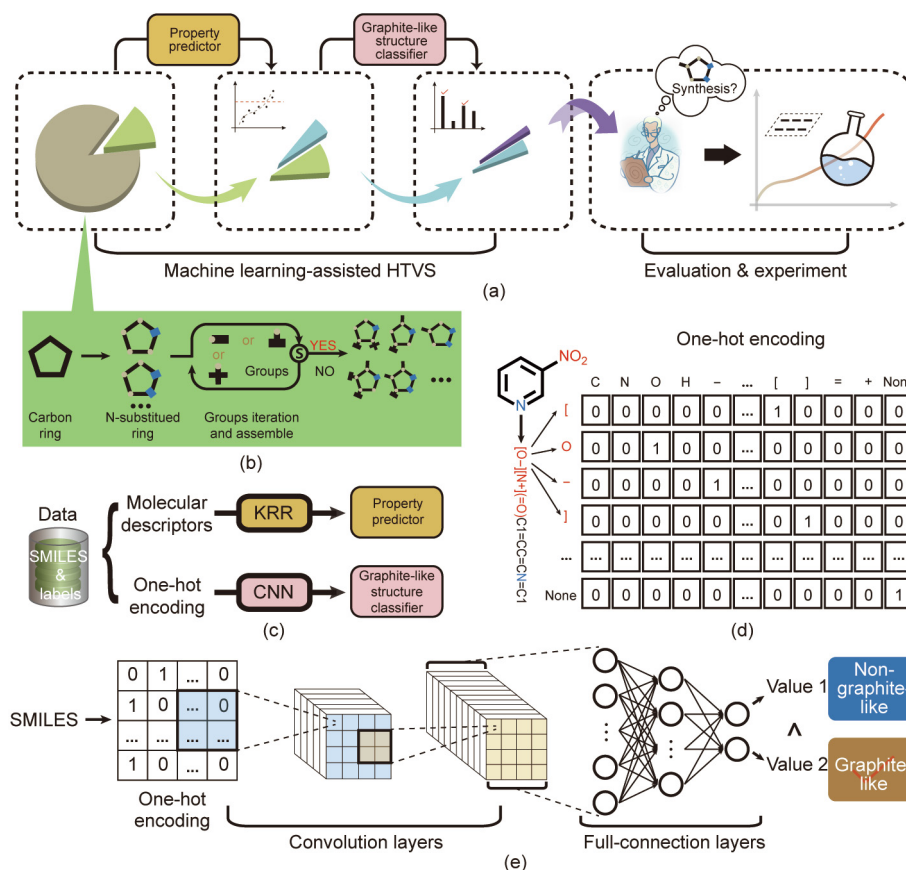 Property
predictor
Graphite-like
structure
classifier
Synthesis?
Machine learning-assisted HTVS
Evaluation & experiment
(a)
Carbon
ring
N-substitued
ring
or
or
Groups
S
YES
NO
Groups iteration
and assemble
•••
•••
(b)
Data
SMILES
&
labels
Molecular
descriptors
KRR
Property
predictor
One-hot
encoding
CNN
Graphite-like
structure
classifier
(c)
One-hot encoding
NO2
N
[O−][N+](=O)C1=CC=C=N=C1
C N O H − ... [ ] = + Non
[ 0 0 0 0 0 ... 1 0 0 0 0
O 0 0 1 0 0 ... 0 0 0 0 0
− 0 0 0 0 1 ... 0 0 0 0 0
] 0 0 0 0 0 ... 0 1 0 0 0
... ... ... ... ... ... ... ... ... ... ... ...
None 0 0 0 0 0 ... 0 0 0 0 1
(d)
SMILES
0 1 ... 0
1 0 ... 0
... ... ... ...
1 0 ... 0
One-hot
encoding
Convolution layers
Full-connection layers
Value 1
Non-
graphite
like
∧
Value 2
Graphite
like
(e)